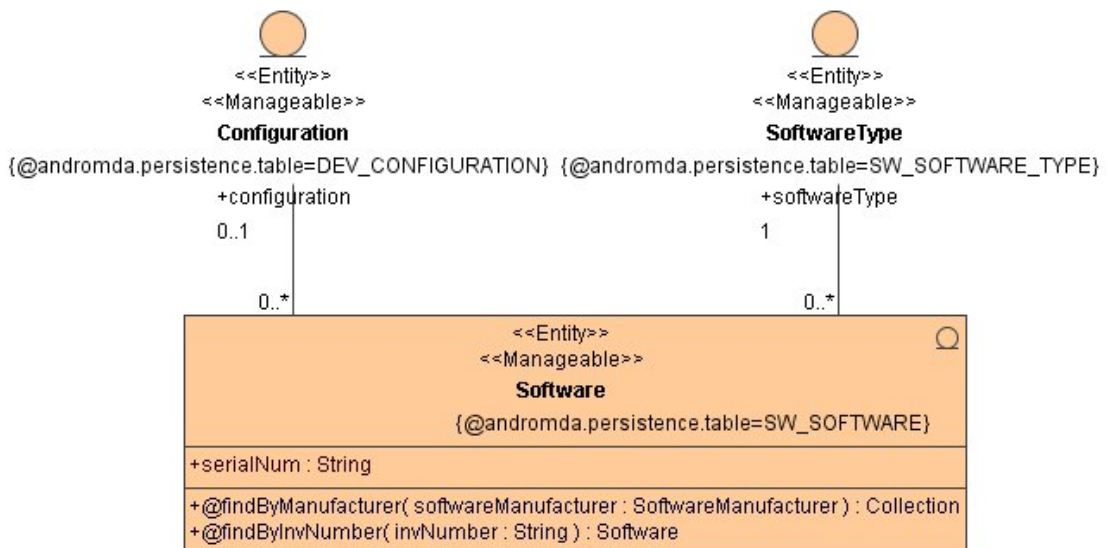 <<Entity>>
<<Manageable>>
Configuration
{@andromda.persistence.table=DEV_CONFIGURATION}
+configuration
0..1
0..*
<<Entity>>
<<Manageable>>
SoftwareType
{@andromda.persistence.table=SW_SOFTWARE_TYPE}
+softwareType
1
0..*
<<Entity>>
<<Manageable>>
Software
{@andromda.persistence.table=SW_SOFTWARE}
+serialNum : String
+@findByManufacturer( softwareManufacturer : SoftwareManufacturer ) : Collection
+@findByInvNumber( invNumber : String ) : Software